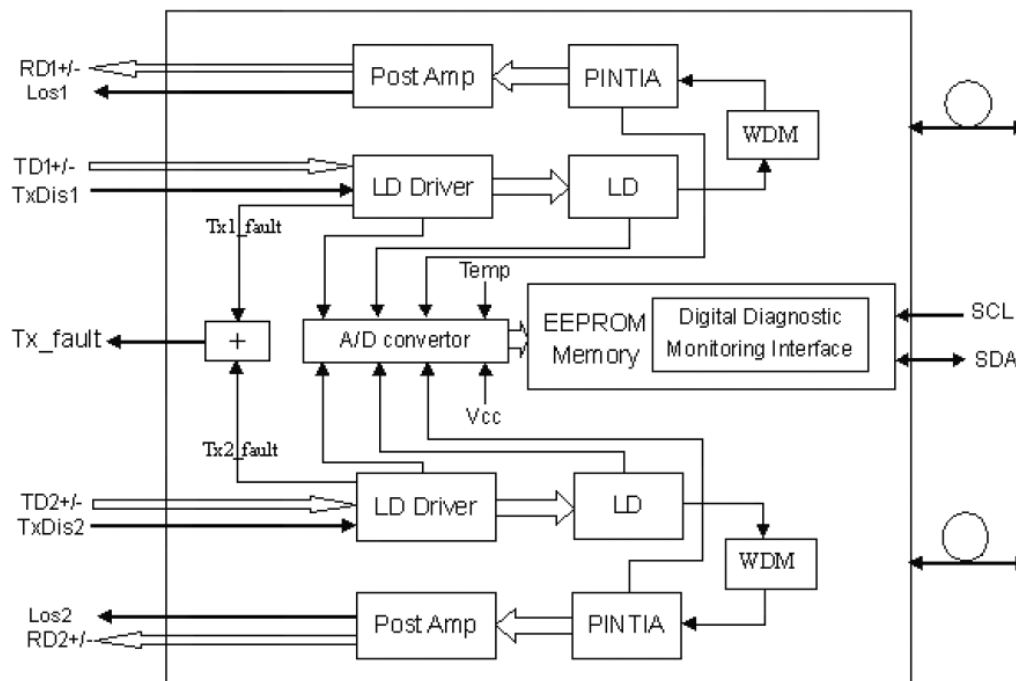 RD1+/-
Los1
Post Amp
PINTIA
WDM
TD1+/-
TxDis1
LD Driver
LD
Tx1_fault
Temp
Tx_fault
+
A/D convertor
EEPROM
Memory
Digital Diagnostic
Monitoring Interface
SCL
SDA
Vcc
Tx2_fault
TD2+/-
TxDis2
LD Driver
LD
WDM
Los2
RD2+/-
Post Amp
PINTIA